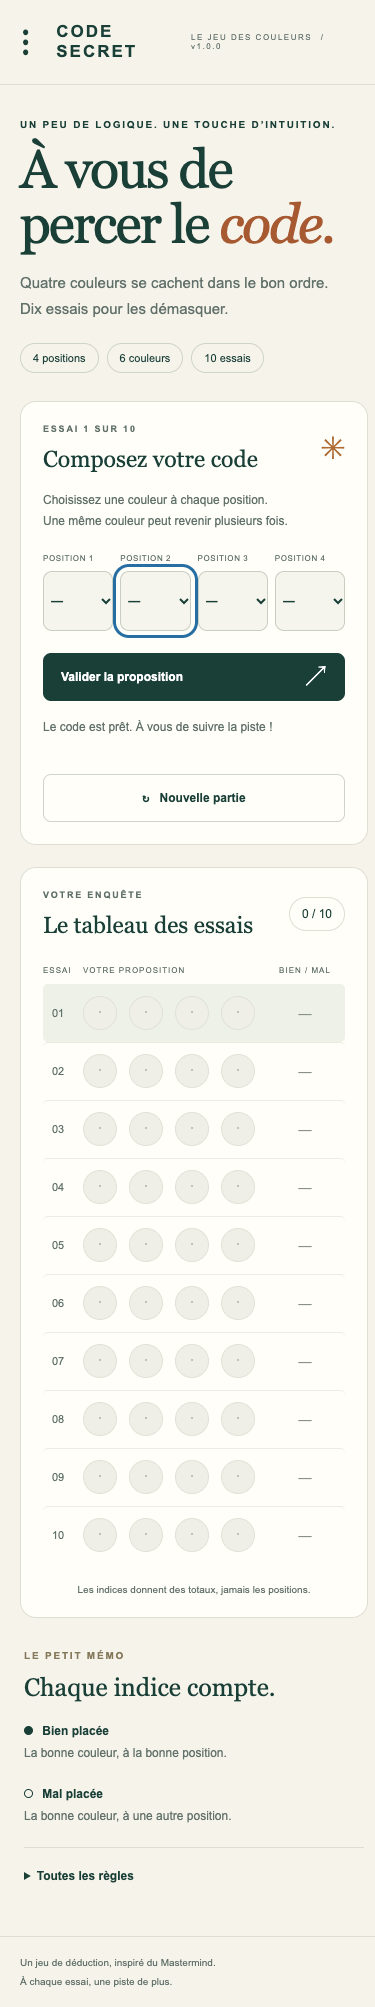 CODE
SECRET
LE JEU DES COULEURS /
v1.0.0
UN PEU DE LOGIQUE. UNE TOUCHE D'INTUITION.
À vous de
percer le code.
Quatre couleurs se cachent dans le bon ordre.
Dix essais pour les démasquer.
4 positions
6 couleurs
10 essais
ESSAI 1 SUR 10
Composez votre code
Choisissez une couleur à chaque position.
Une même couleur peut revenir plusieurs fois.
POSITION 1 POSITION 2 POSITION 3 POSITION 4
— — — —
Valider la proposition
Le code est prêt. À vous de suivre la piste !
↻ Nouvelle partie
VOTRE ENQUÊTE
Le tableau des essais
0 / 10
ESSAI VOTRE PROPOSITION BIEN / MAL
01 · · · · —
02 · · · · —
03 · · · · —
04 · · · · —
05 · · · · —
06 · · · · —
07 · · · · —
08 · · · · —
09 · · · · —
10 · · · · —
Les indices donnent des totaux, jamais les positions.
LE PETIT MÉMO
Chaque indice compte.
Bien placée
La bonne couleur, à la bonne position.
Mal placée
La bonne couleur, à une autre position.
Toutes les règles
Un jeu de déduction, inspiré du Mastermind.
À chaque essai, une piste de plus.